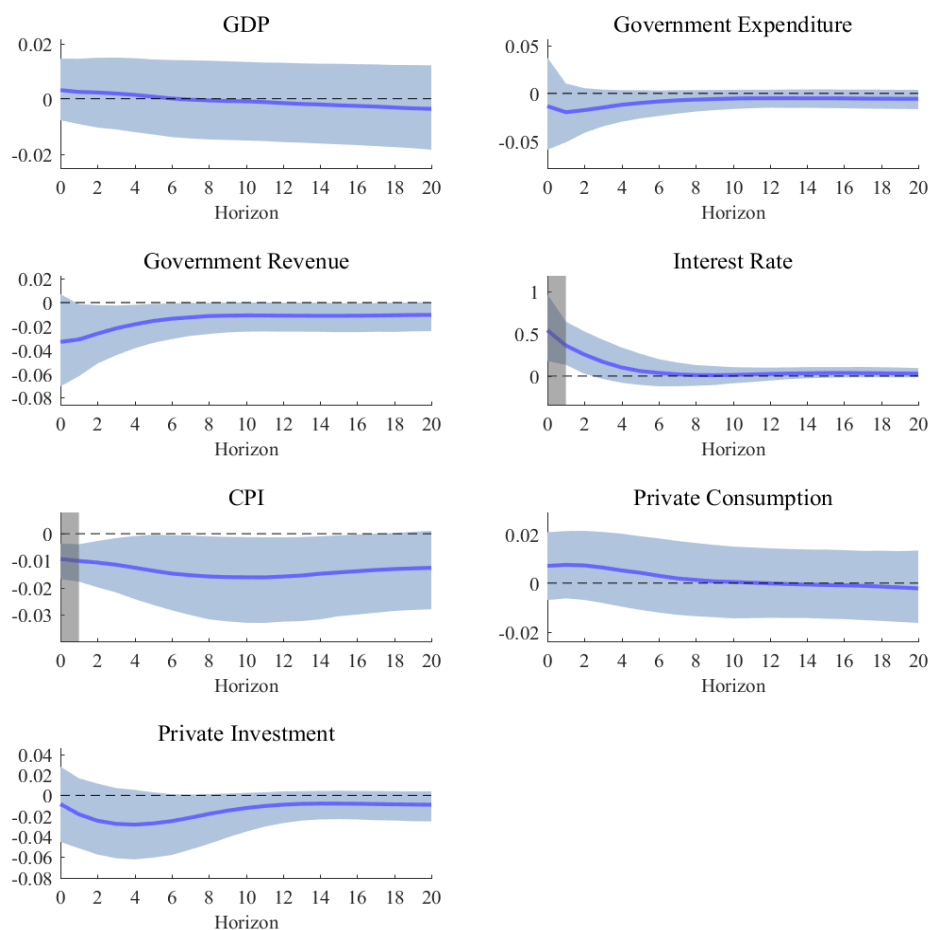 GDP
0.02
0
-0.02
0 2 4 6 8 10 12 14 16 18 20
Horizon
Government Expenditure
0.05
0
-0.05
0 2 4 6 8 10 12 14 16 18 20
Horizon
Government Revenue
0.02
0
-0.02
-0.04
-0.06
-0.08
0 2 4 6 8 10 12 14 16 18 20
Horizon
Interest Rate
1
0.5
0
0 2 4 6 8 10 12 14 16 18 20
Horizon
CPI
0
-0.01
-0.02
-0.03
0 2 4 6 8 10 12 14 16 18 20
Horizon
Private Consumption
0.02
0
-0.02
0 2 4 6 8 10 12 14 16 18 20
Horizon
Private Investment
0.04
0.02
0
-0.02
-0.04
-0.06
-0.08
0 2 4 6 8 10 12 14 16 18 20
Horizon